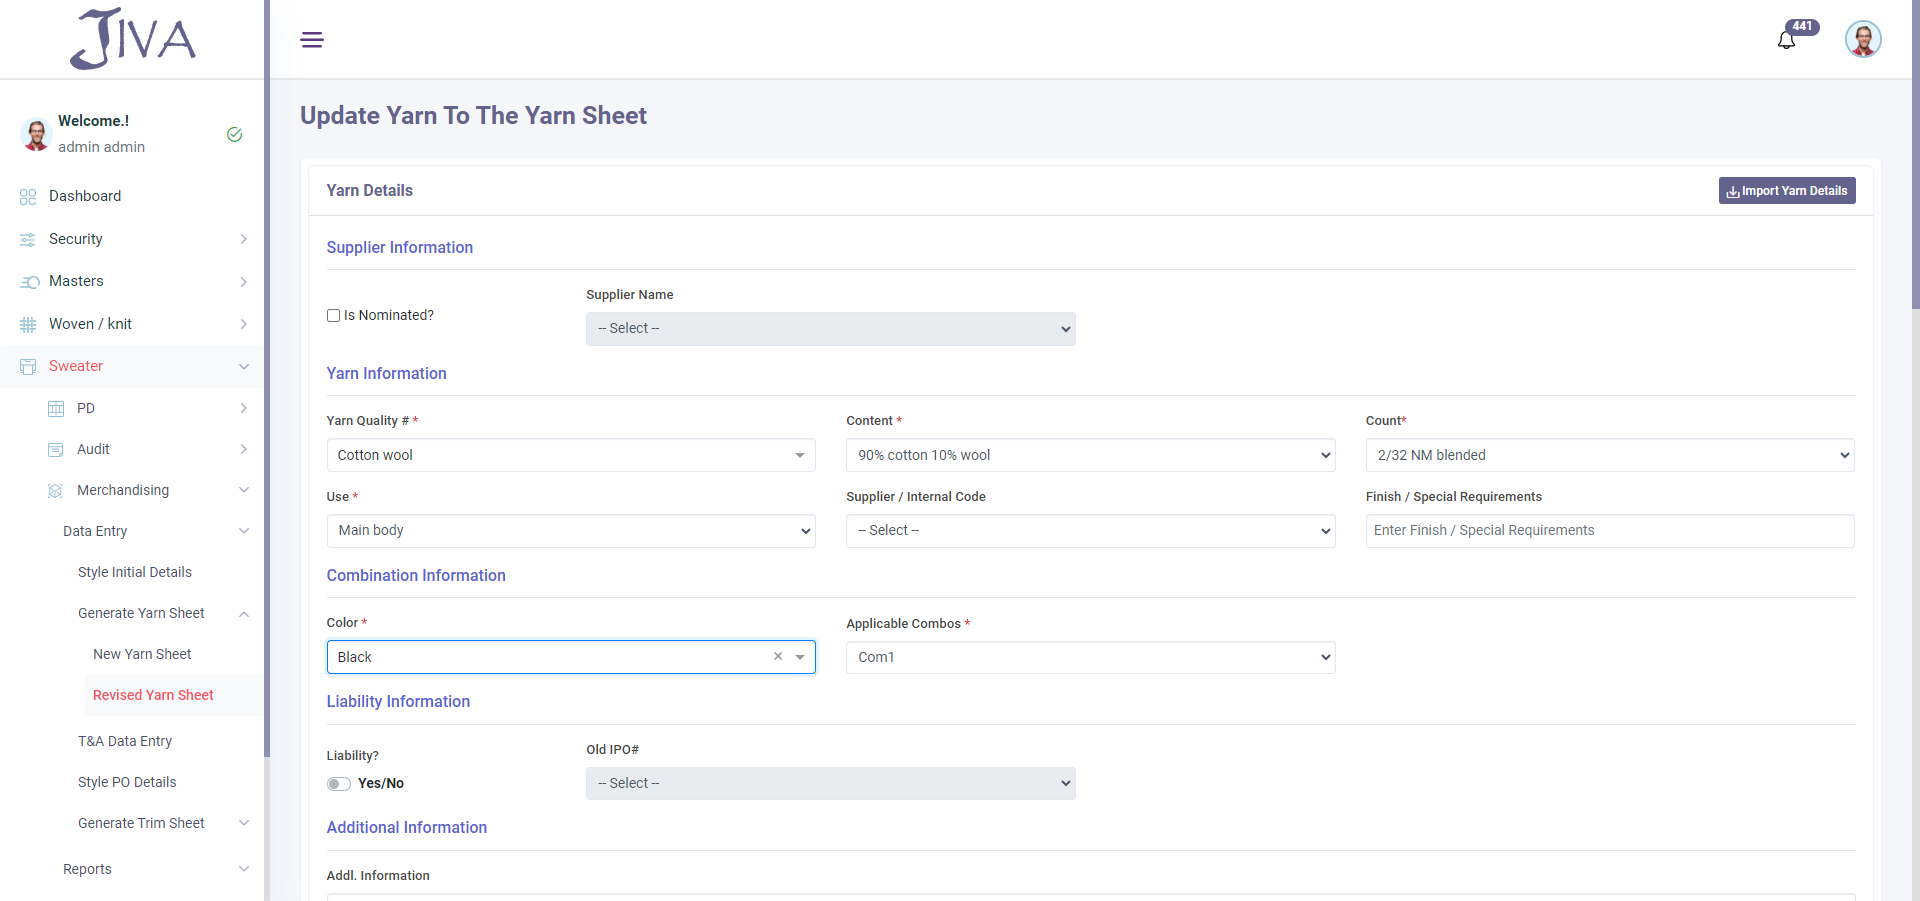 JIVA
441
Welcome.!
admin admin
Dashboard
Security
Masters
Woven / knit
Sweater
PD
Audit
Merchandising
Data Entry
Style Initial Details
Generate Yarn Sheet
New Yarn Sheet
Revised Yarn Sheet
T&A Data Entry
Style PO Details
Generate Trim Sheet
Reports
Update Yarn To The Yarn Sheet
Yarn Details
Import Yarn Details
Supplier Information
Is Nominated?
Supplier Name
-- Select --
Yarn Information
Yarn Quality # *
Content *
Count*
Cotton wool
90% cotton 10% wool
2/32 NM blended
Use *
Supplier / Internal Code
Finish / Special Requirements
Main body
-- Select --
Enter Finish / Special Requirements
Combination Information
Color *
Applicable Combos *
Black
×
Com1
Liability Information
Liability?
Old IPO#
Yes/No
-- Select --
Additional Information
Addl. Information